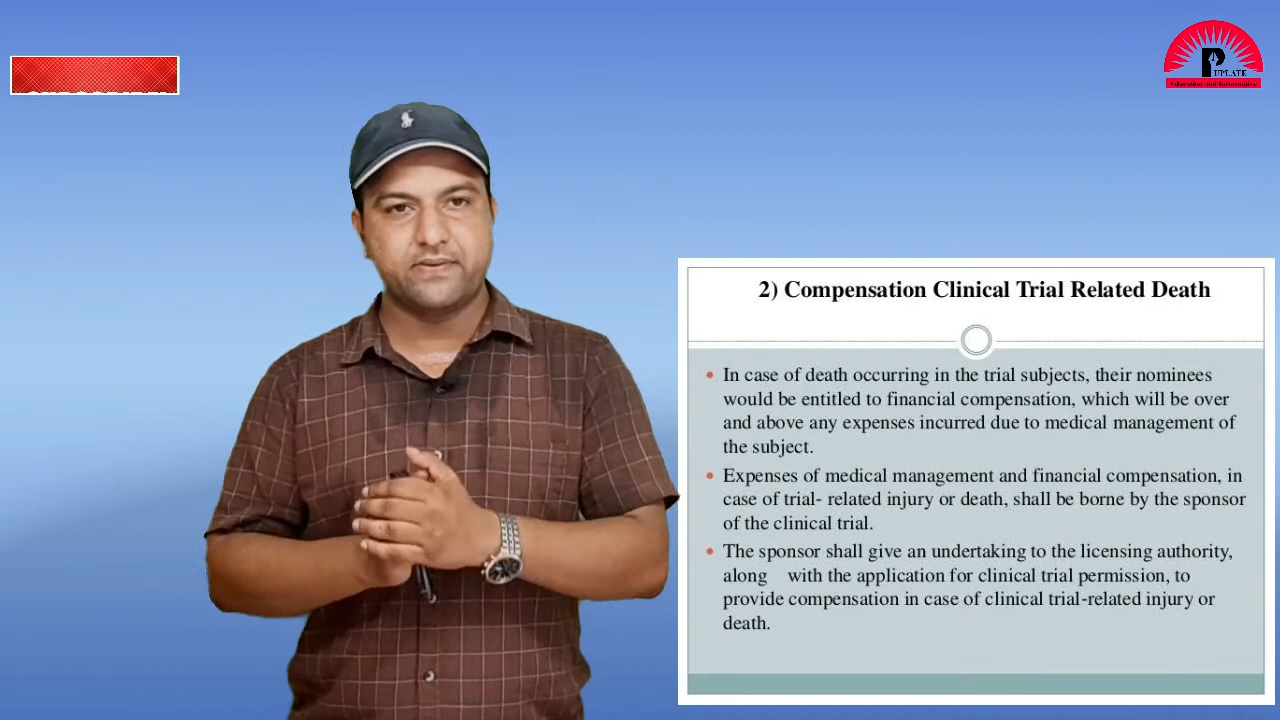 P
UPLATE
Education and Informative
2) Compensation Clinical Trial Related Death
• In case of death occurring in the trial subjects, their nominees
would be entitled to financial compensation, which will be over
and above any expenses incurred due to medical management of
the subject.
• Expenses of medical management and financial compensation, in
case of trial- related injury or death, shall be borne by the sponsor
of the clinical trial.
• The sponsor shall give an undertaking to the licensing authority,
along with the application for clinical trial permission, to
provide compensation in case of clinical trial-related injury or
death.